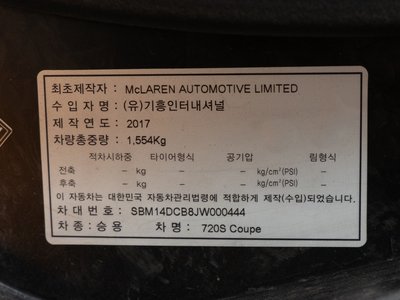 최초제작자 : McLAREN AUTOMOTIVE LIMITED
수 입 자 명 : (유)기흥인터내셔널
제 작 연 도 : 2017
차량총중량 : 1,554Kg
적차시하중 타이어형식 공기압 림형식
전축 – kg – – kg/cm²(PSI) –
후축 – kg – – kg/cm²(PSI) –
이 자동차는 대한민국 자동차관리법령에 적합하게 제작(수입) 되었습니다.
차 대 번 호 : SBM14DCB8JW000444
차 종 : 승 용 차 명 : 720S Coupe